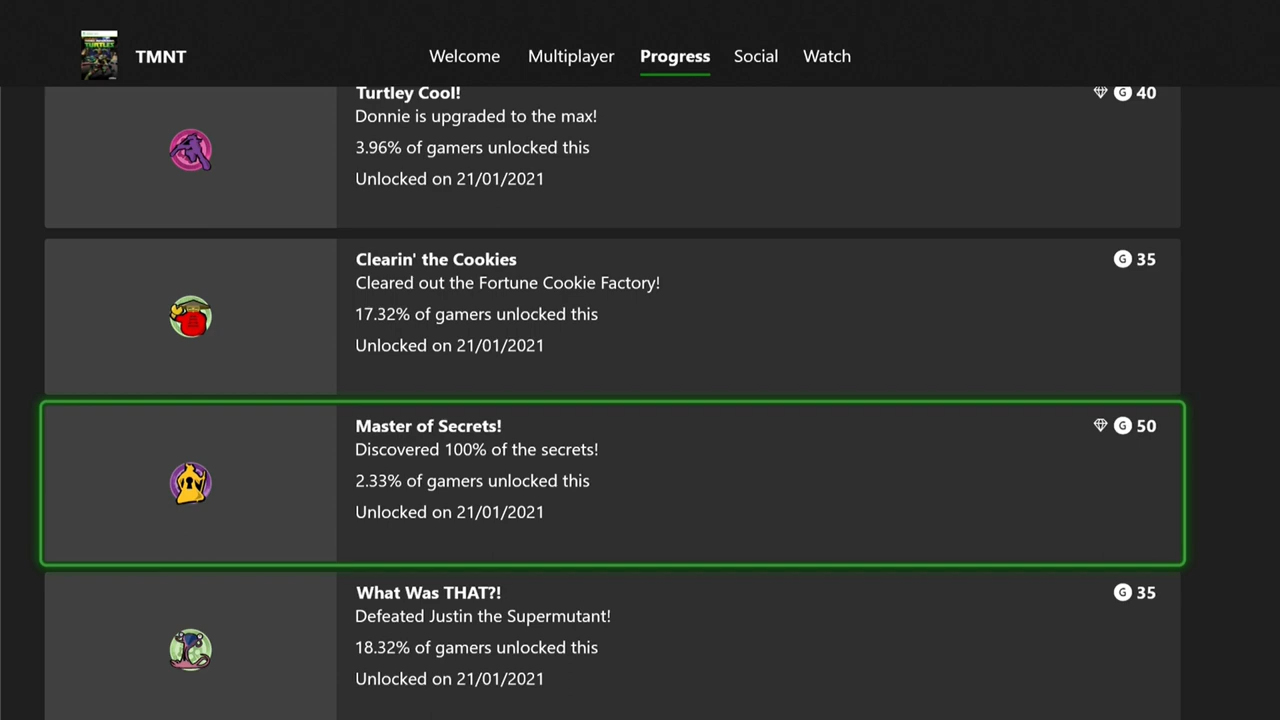 TMNT
Welcome
Multiplayer
Progress
Social
Watch
Turtley Cool!
G 40
Donnie is upgraded to the max!
3.96% of gamers unlocked this
Unlocked on 21/01/2021
Clearin' the Cookies
G 35
Cleared out the Fortune Cookie Factory!
17.32% of gamers unlocked this
Unlocked on 21/01/2021
Master of Secrets!
G 50
Discovered 100% of the secrets!
2.33% of gamers unlocked this
Unlocked on 21/01/2021
What Was THAT?!
G 35
Defeated Justin the Supermutant!
18.32% of gamers unlocked this
Unlocked on 21/01/2021